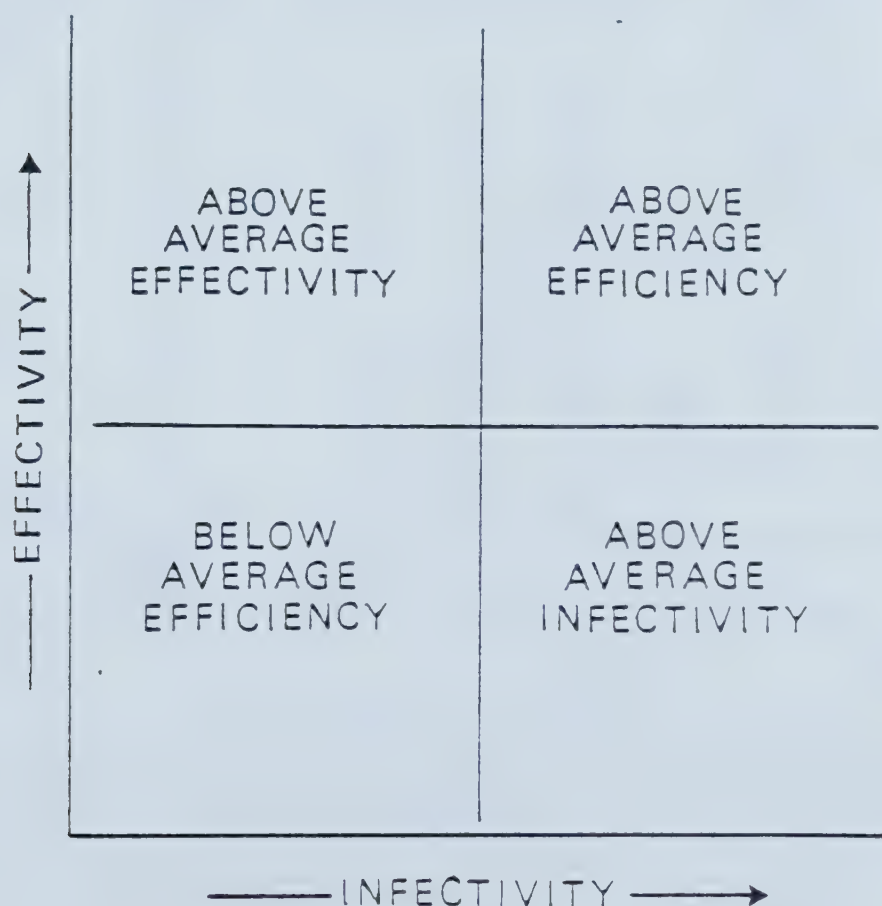 ABOVE
AVERAGE
EFFECTIVITY
ABOVE
AVERAGE
EFFICIENCY
EFFECTIVITY
BELOW
AVERAGE
EFFICIENCY
ABOVE
AVERAGE
INFECTIVITY
INFECTIVITY